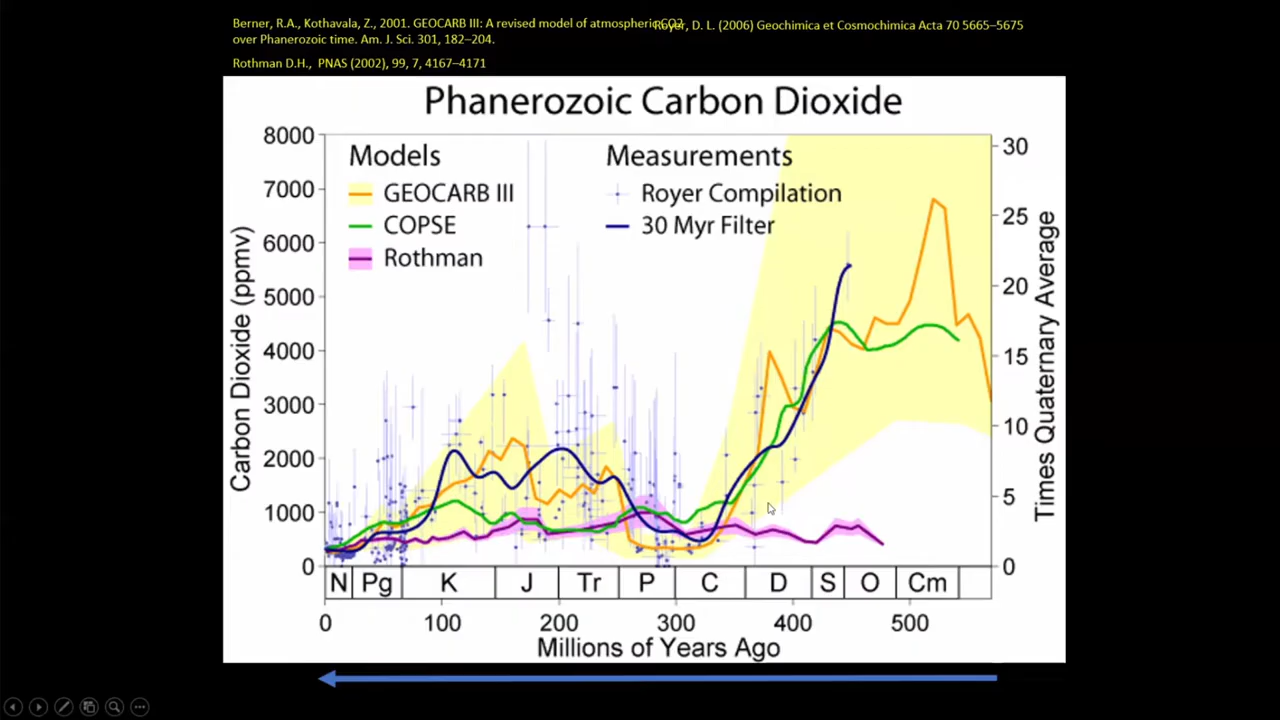 Berner, R.A., Kothavala, Z., 2001. GEOCARB III: A revised model of atmospheric CO2
over Phanerozoic time. Am. J. Sci. 301, 182–204.
Royer, D. L. (2006) Geochimica et Cosmochimica Acta 70 5665–5675
Rothman D.H., PNAS (2002), 99, 7, 4167–4171
Phanerozoic Carbon Dioxide
Models
GEOCARB III
COPSE
Rothman
Measurements
Royer Compilation
30 Myr Filter
Carbon Dioxide (ppmv)
8000
7000
6000
5000
4000
3000
2000
1000
0
Times Quaternary Average
30
25
20
15
10
5
0
N Pg K J Tr P C D S O Cm
0 100 200 300 400 500
Millions of Years Ago